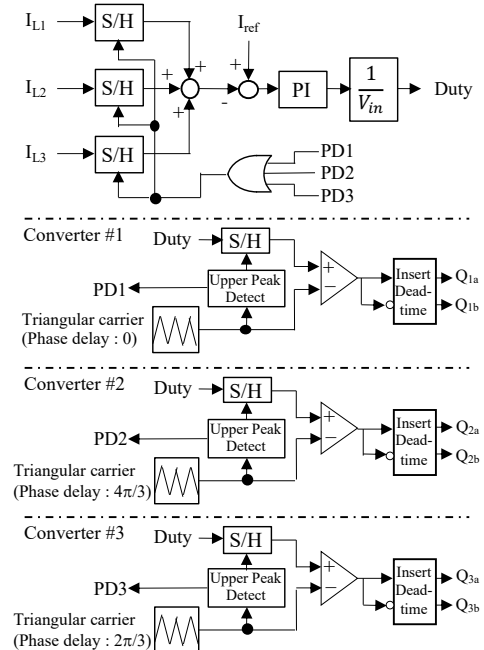 I_L1
S/H
I_ref
+
+
+
+
-
I_L2
S/H
PI
1
V_in
Duty
I_L3
S/H
PD1
PD2
PD3
Converter #1
Duty
S/H
PD1
Upper Peak
Detect
+
−
Insert
Dead-
time
Q_1a
Q_1b
Triangular carrier
(Phase delay : 0)
Converter #2
Duty
S/H
PD2
Upper Peak
Detect
+
−
Insert
Dead-
time
Q_2a
Q_2b
Triangular carrier
(Phase delay : 4π/3)
Converter #3
Duty
S/H
PD3
Upper Peak
Detect
+
−
Insert
Dead-
time
Q_3a
Q_3b
Triangular carrier
(Phase delay : 2π/3)